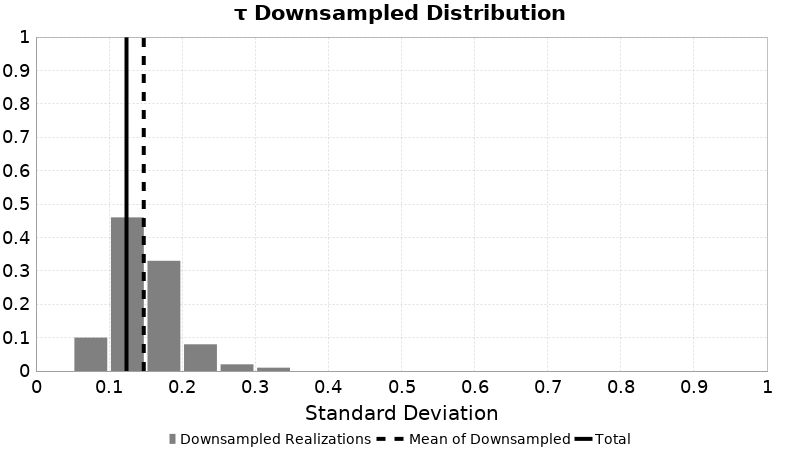 τ Downsampled Distribution
1
0.9
0.8
0.7
0.6
0.5
0.4
0.3
0.2
0.1
0
0 0.1 0.2 0.3 0.4 0.5 0.6 0.7 0.8 0.9 1
Standard Deviation
Downsampled Realizations Mean of Downsampled Total